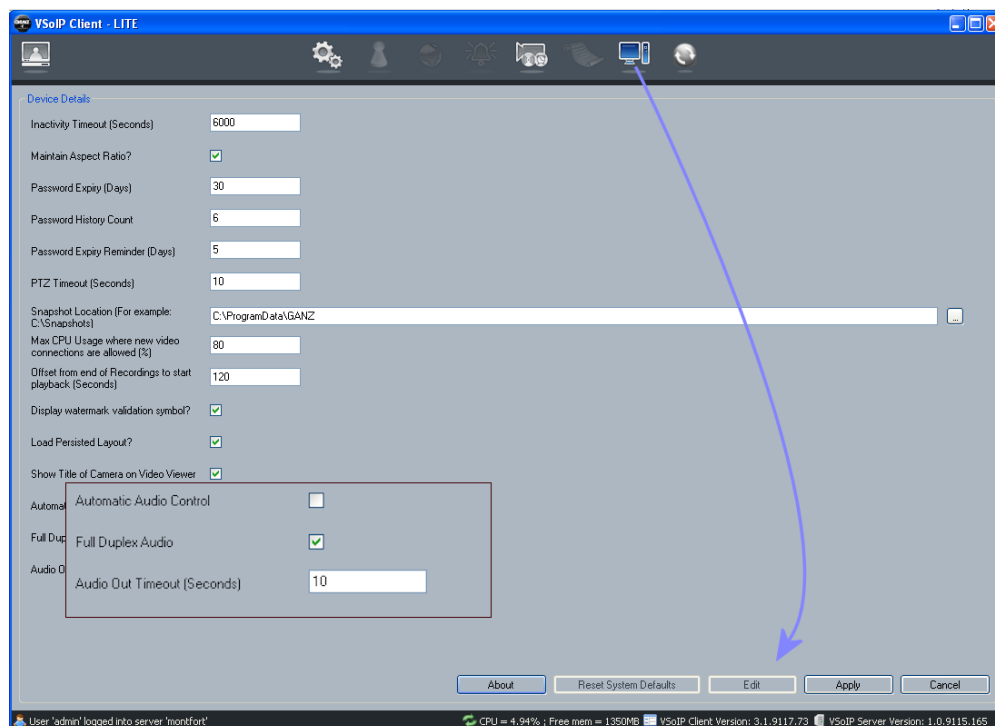 VSoIP Client - LITE
Device Details
Inactivity Timeout (Seconds) 6000
Maintain Aspect Ratio?
Password Expiry (Days) 30
Password History Count 6
Password Expiry Reminder (Days) 5
PTZ Timeout (Seconds) 10
Snapshot Location (For example: C:\ProgramData\GANZ ...
C:\Snapshots)
Max CPU Usage where new video 80
connections are allowed (%)
Offset from end of Recordings to start 120
playback (Seconds)
Display watermark validation symbol?
Load Persisted Layout?
Show Title of Camera on Video Viewer
Automa
Automatic Audio Control
Full Dup
Full Duplex Audio
Audio O
Audio Out Timeout (Seconds) 10
About Reset System Defaults Edit Apply Cancel
User 'admin' logged into server 'montfort' CPU = 4.94% ; Free mem = 1350MB VSoIP Client Version: 3.1.9117.73 VSoIP Server Version: 1.0.9115.165